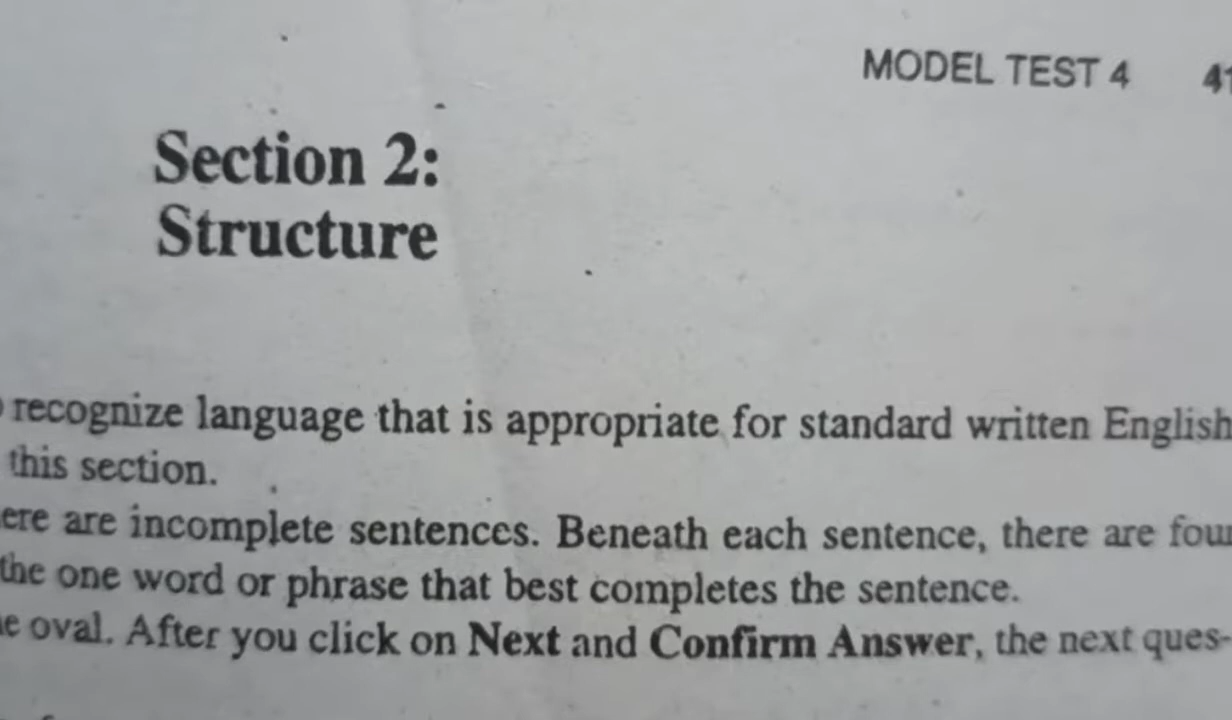 MODEL TEST 4 41
Section 2:
Structure
recognize language that is appropriate for standard written English
this section.
ere are incomplete sentences. Beneath each sentence, there are four
the one word or phrase that best completes the sentence.
e oval. After you click on Next and Confirm Answer, the next ques-